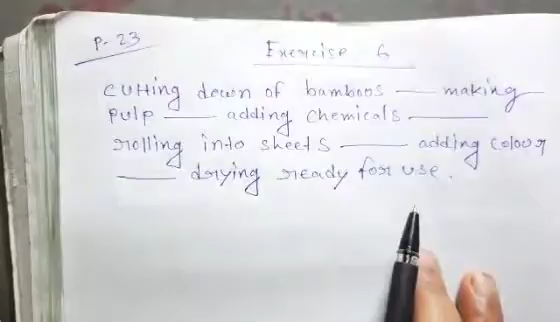 P- 23
Exercise 6
cutting down of bamboos — making
pulp — adding chemicals —
rolling into sheets — adding colour
— drying ready for use.